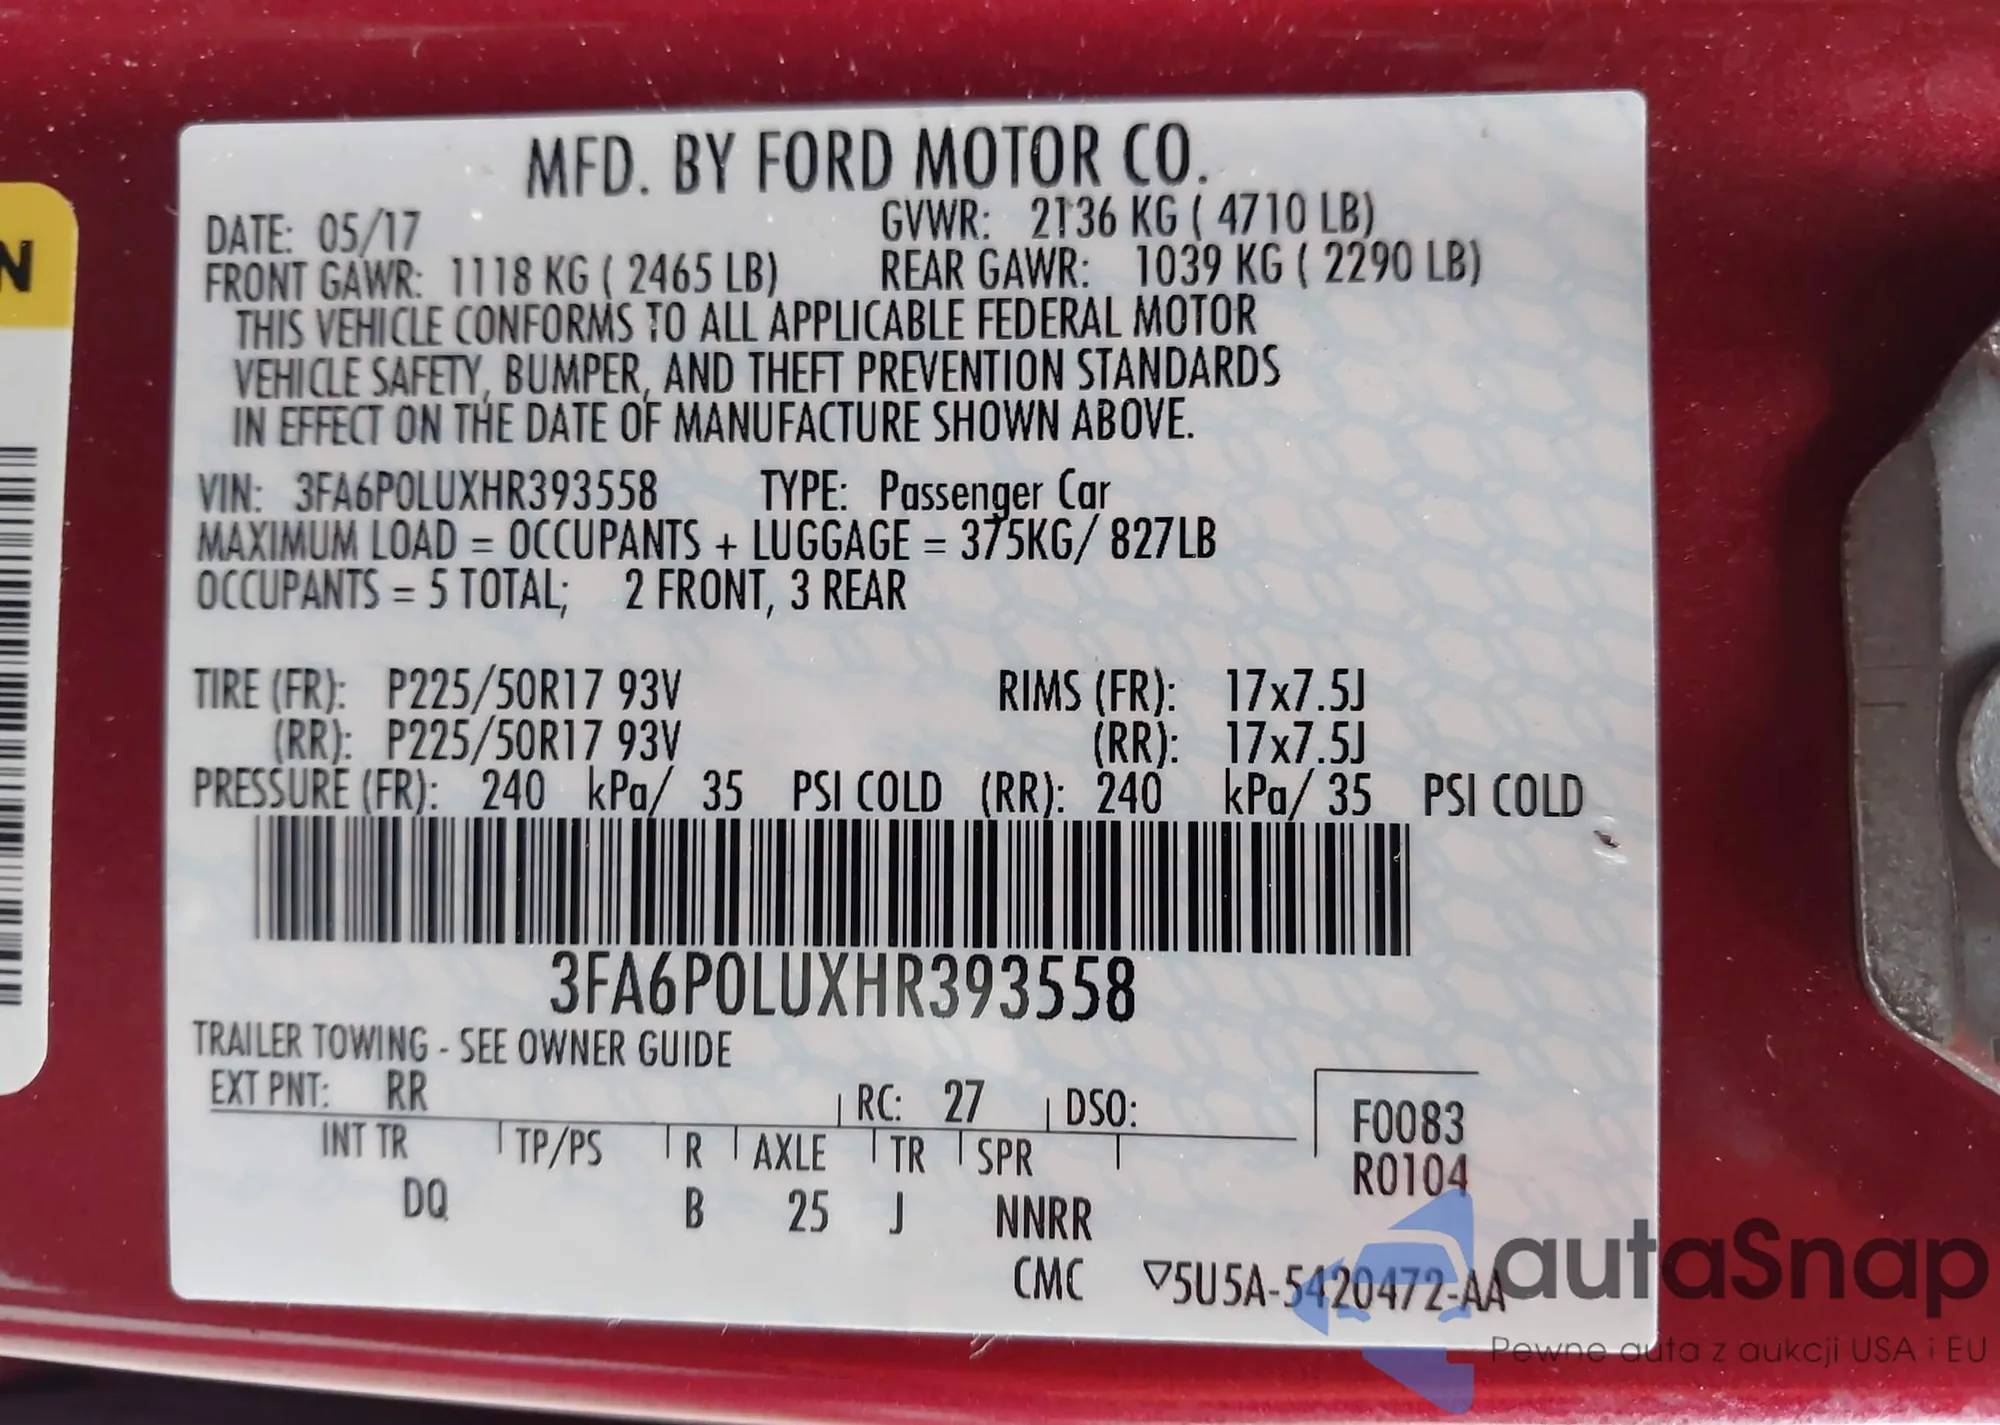 MFD. BY FORD MOTOR CO.
DATE: 05/17 GVWR: 2136 KG ( 4710 LB)
FRONT GAWR: 1118 KG ( 2465 LB) REAR GAWR: 1039 KG ( 2290 LB)
THIS VEHICLE CONFORMS TO ALL APPLICABLE FEDERAL MOTOR
VEHICLE SAFETY, BUMPER, AND THEFT PREVENTION STANDARDS
IN EFFECT ON THE DATE OF MANUFACTURE SHOWN ABOVE.
VIN: 3FA6P0LUXHR393558 TYPE: Passenger Car
MAXIMUM LOAD = OCCUPANTS + LUGGAGE = 375KG/ 827LB
OCCUPANTS = 5 TOTAL; 2 FRONT, 3 REAR
TIRE (FR): P225/50R17 93V RIMS (FR): 17x7.5J
(RR): P225/50R17 93V (RR): 17x7.5J
PRESSURE (FR): 240 kPa/ 35 PSI COLD (RR): 240 kPa/ 35 PSI COLD
3FA6P0LUXHR393558
TRAILER TOWING - SEE OWNER GUIDE
EXT PNT: RR RC: 27 DSO: F0083
INT TR TP/PS R AXLE TR SPR R0104
DQ B 25 J NNRR
CMC ▽5U5A-5420472-AA
autaSnap
Pewne auta z aukcji USA i EU
N